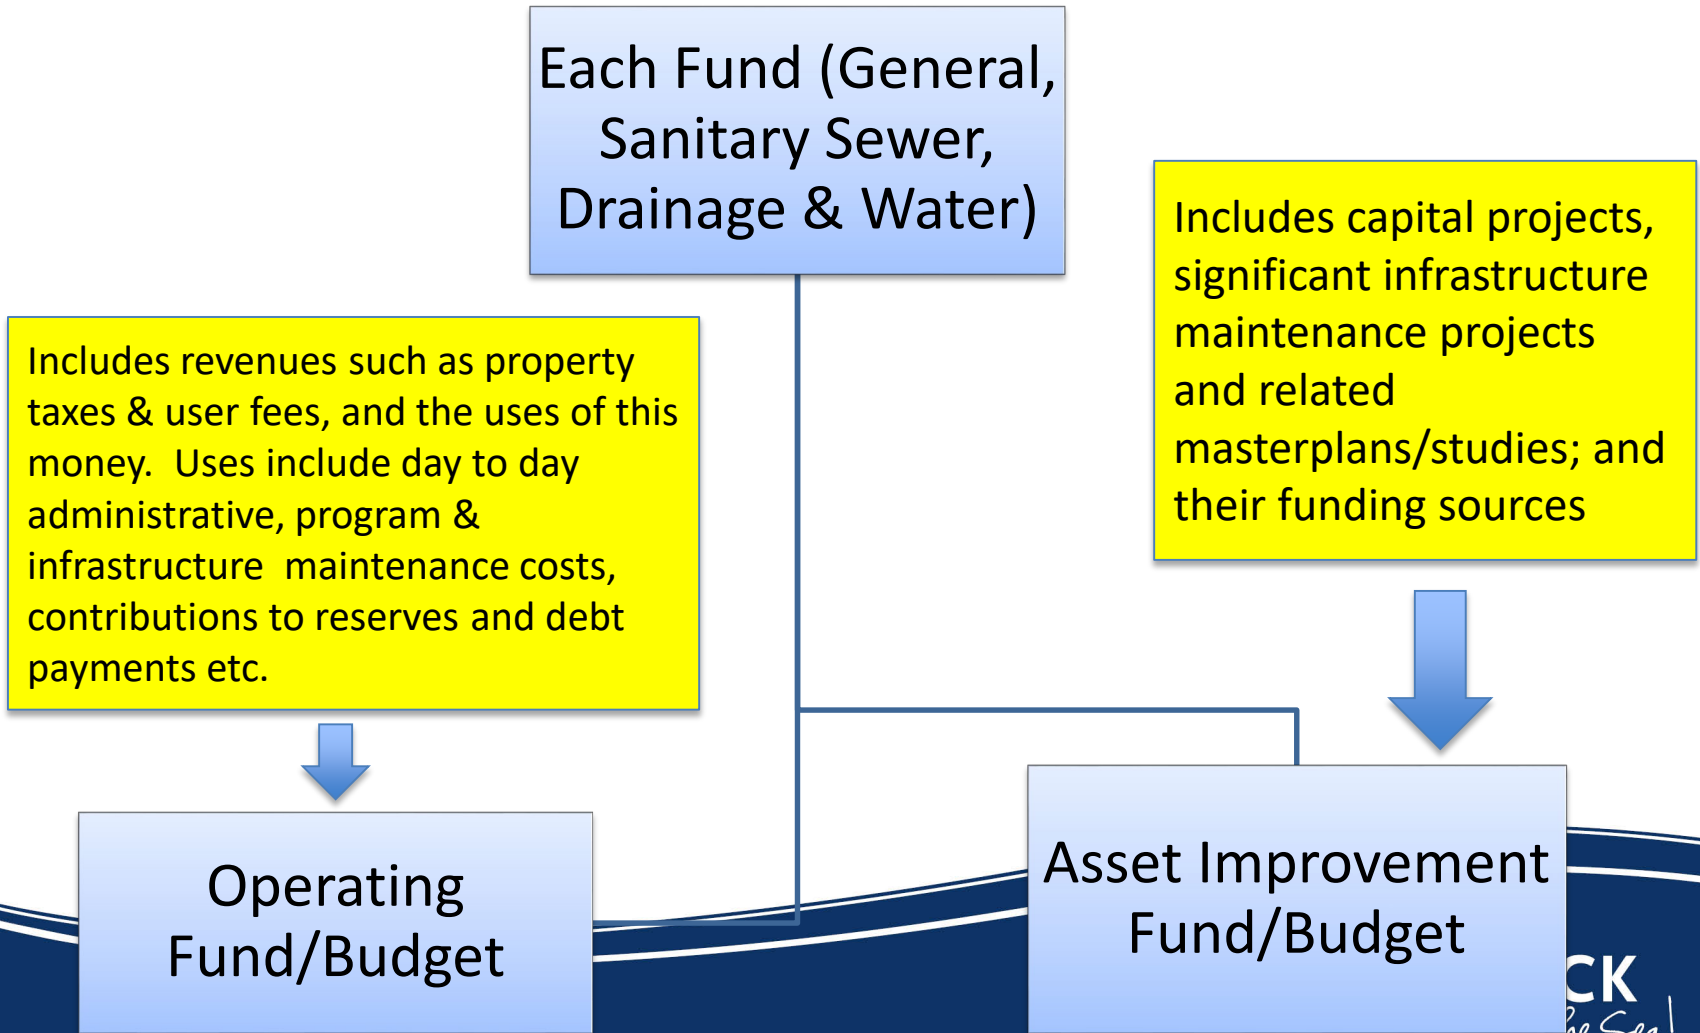 Each Fund (General,
Sanitary Sewer,
Drainage & Water)
Includes capital projects,
significant infrastructure
maintenance projects
and related
masterplans/studies; and
their funding sources
Includes revenues such as property
taxes & user fees, and the uses of this
money.  Uses include day to day
administrative, program &
infrastructure  maintenance costs,
contributions to reserves and debt
payments etc.
Operating
Fund/Budget
Asset Improvement
Fund/Budget
CK
Sea!